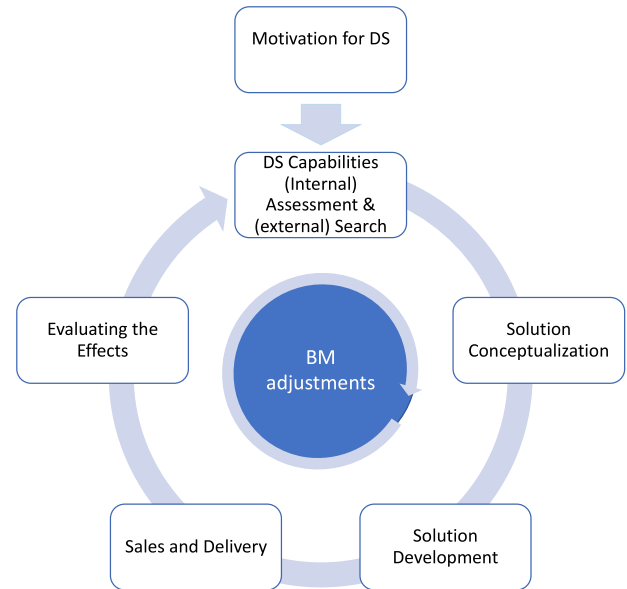 Motivation for DS
DS Capabilities
(Internal)
Assessment &
(external) Search
Evaluating the
Effects
Solution
Conceptualization
BM
adjustments
Sales and Delivery
Solution
Development